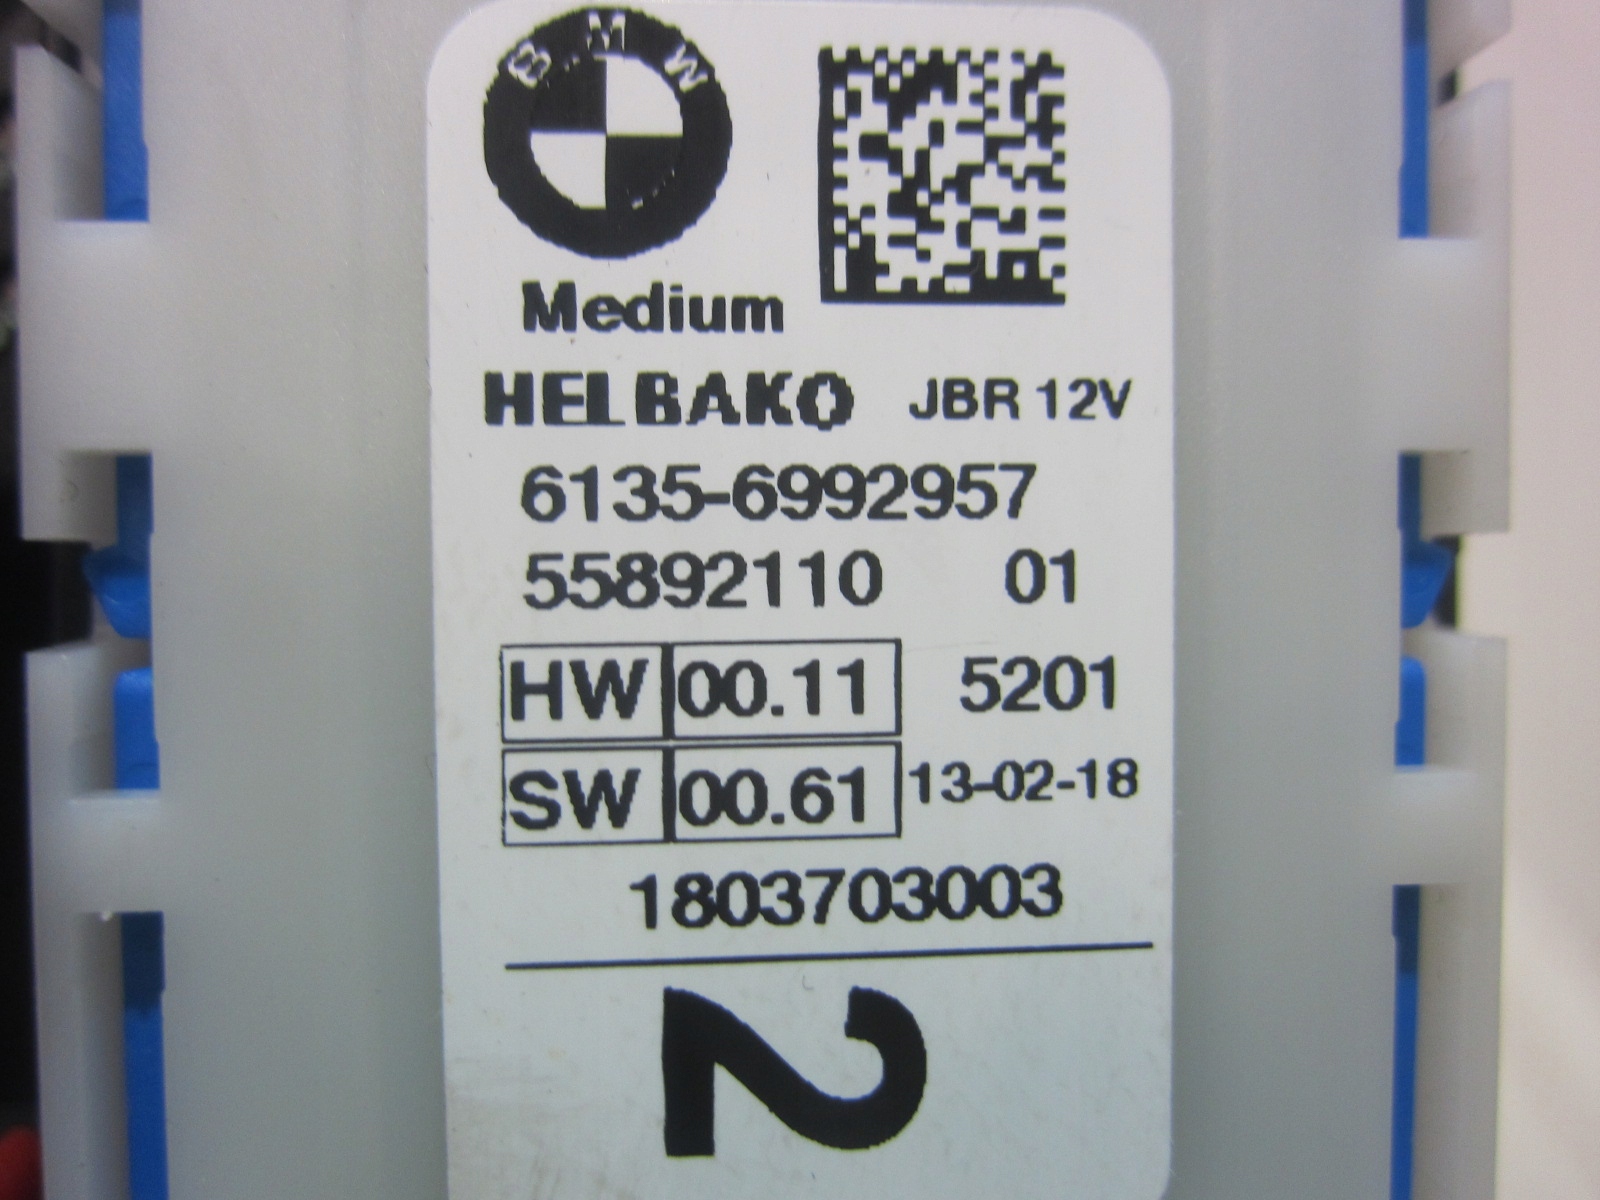 BMW
Medium
HELBAKO JBR 12V
6135-6992957
55892110 01
HW 00.11 5201
SW 00.61 13-02-18
1803703003
2